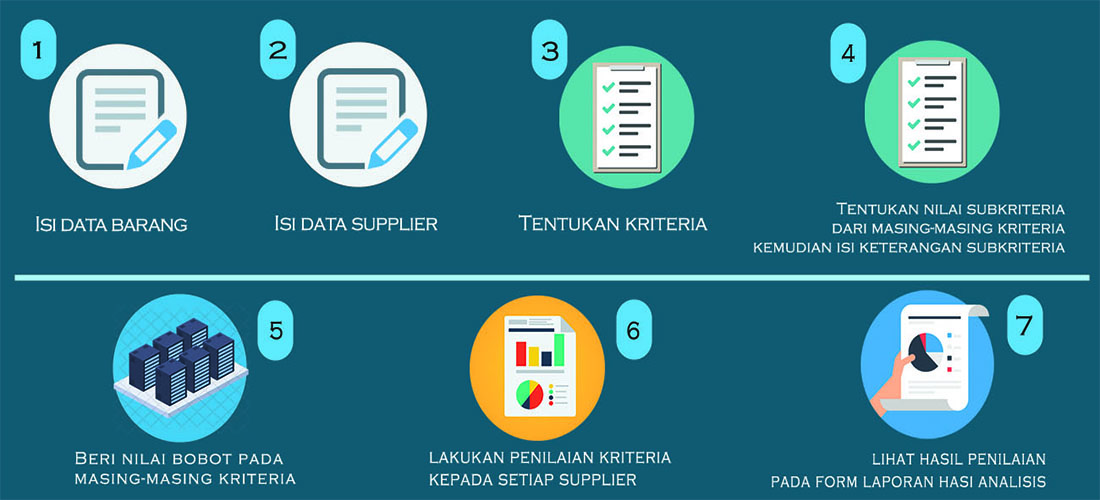 1
ISI DATA BARANG
2
ISI DATA SUPPLIER
3
TENTUKAN KRITERIA
4
TENTUKAN NILAI SUBKRITERIA
DARI MASING-MASING KRITERIA
KEMUDIAN ISI KETERANGAN SUBKRITERIA
5
BERI NILAI BOBOT PADA
MASING-MASING KRITERIA
6
LAKUKAN PENILAIAN KRITERIA
KEPADA SETIAP SUPPLIER
7
LIHAT HASIL PENILAIAN
PADA FORM LAPORAN HASI ANALISIS